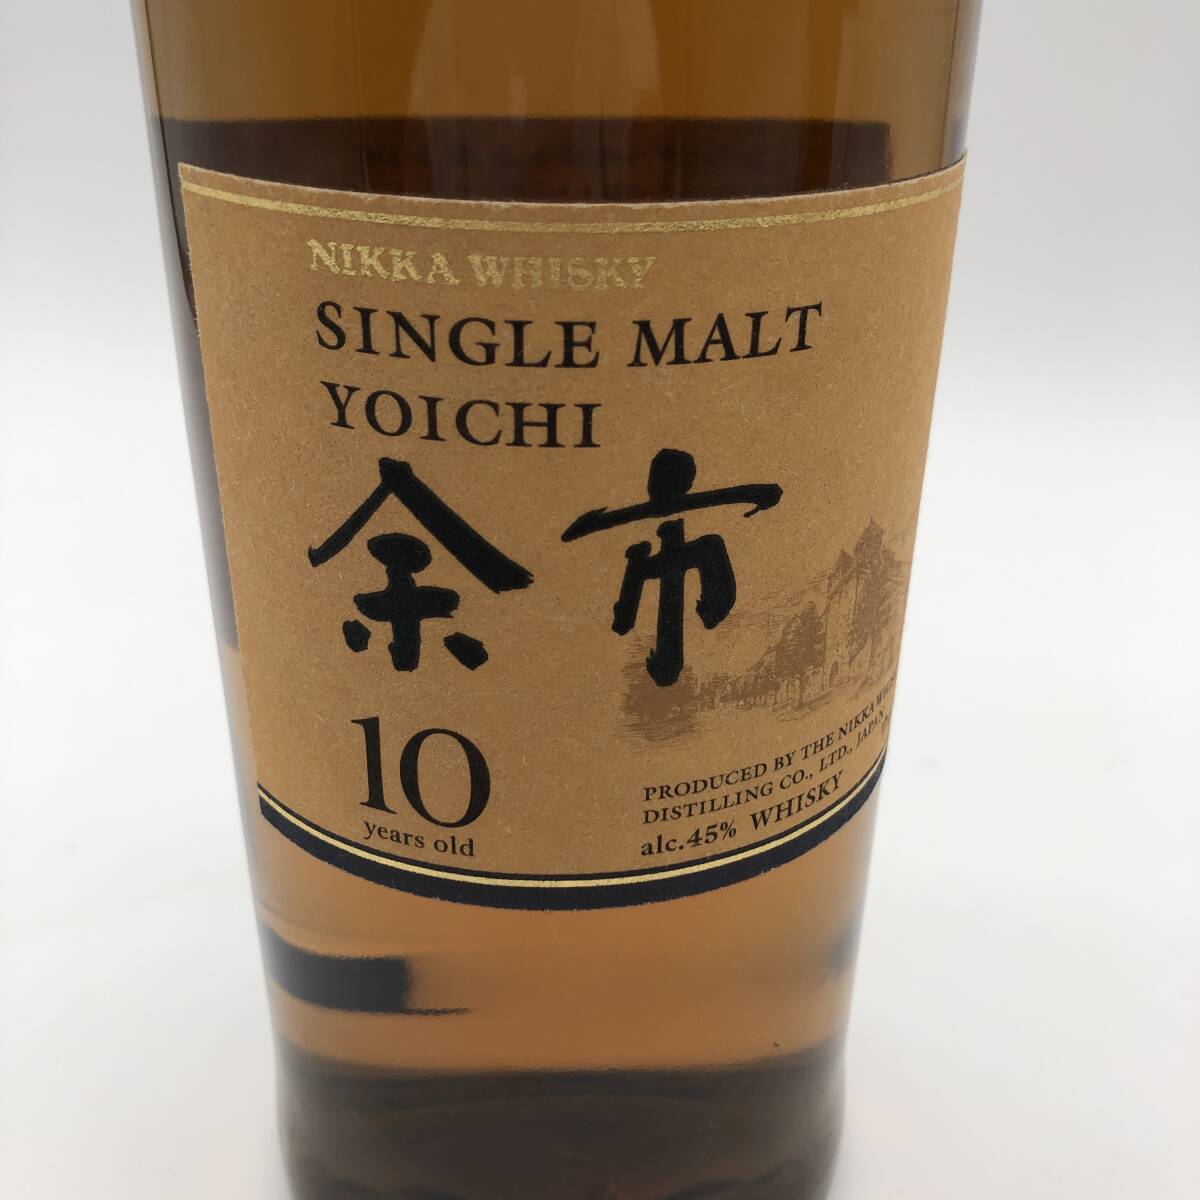 NIKKA WHISKY
SINGLE MALT
YOICHI
余市
10
years old
PRODUCED BY THE NIKKA
DISTILLING CO., LTD., JAPAN
alc.45% WHISKY